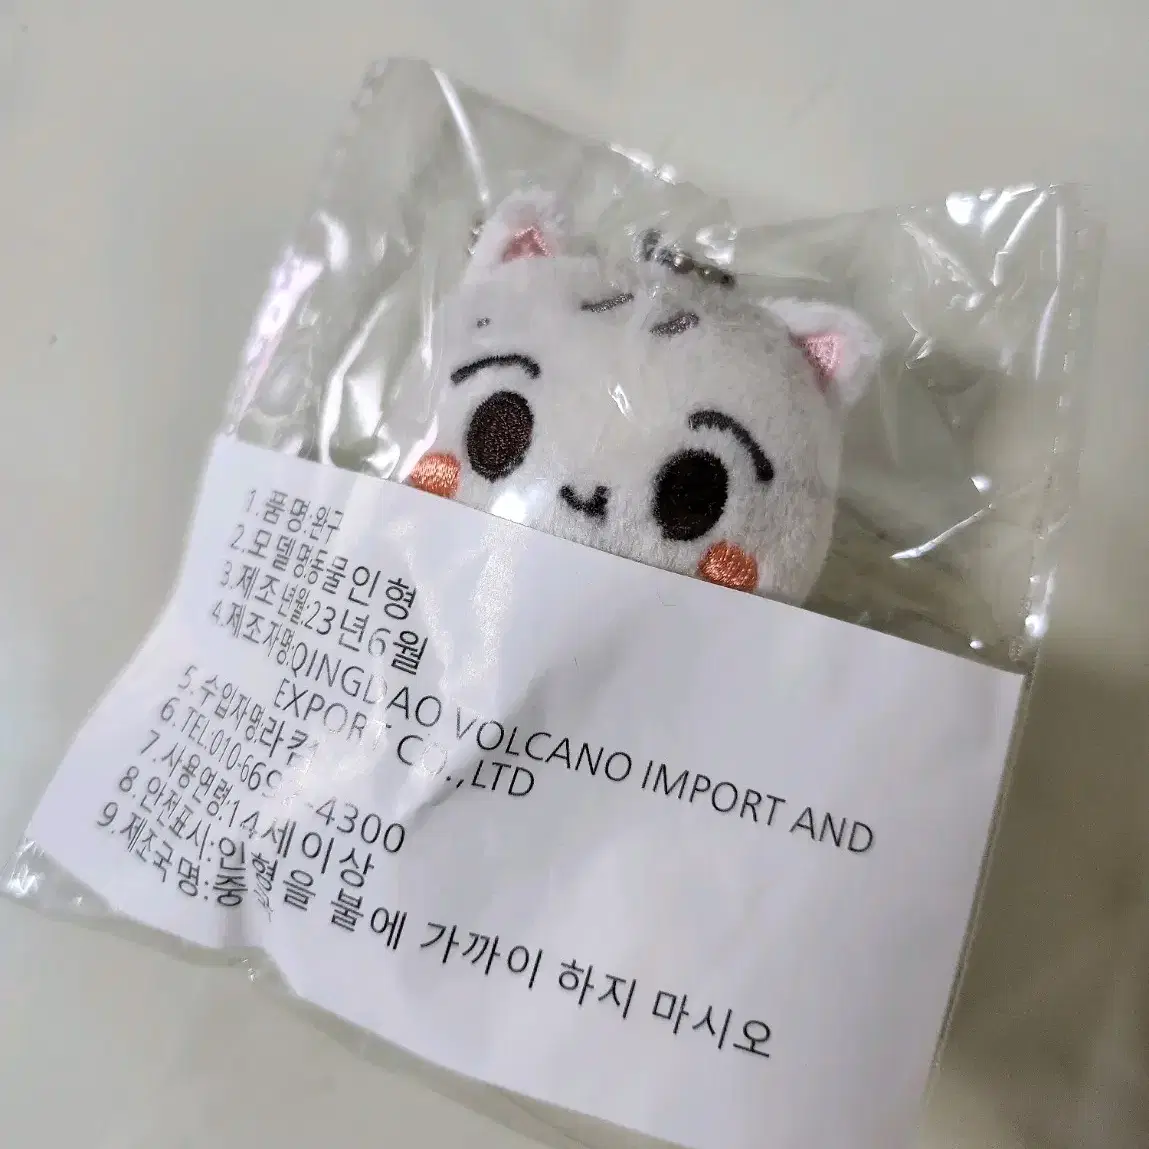 1.품 명:완구
2.모델명:동물인형
3.제조년월:23년6월
4.제조자명:QINGDAO VOLCANO IMPORT AND
EXPORT CO.,LTD
5.수입자명:라
6.TEL:010-66 -4300
7.사용연령:14세이상
8.안전표시:인형을 불에 가까이 하지 마시오
9.제조국명:중